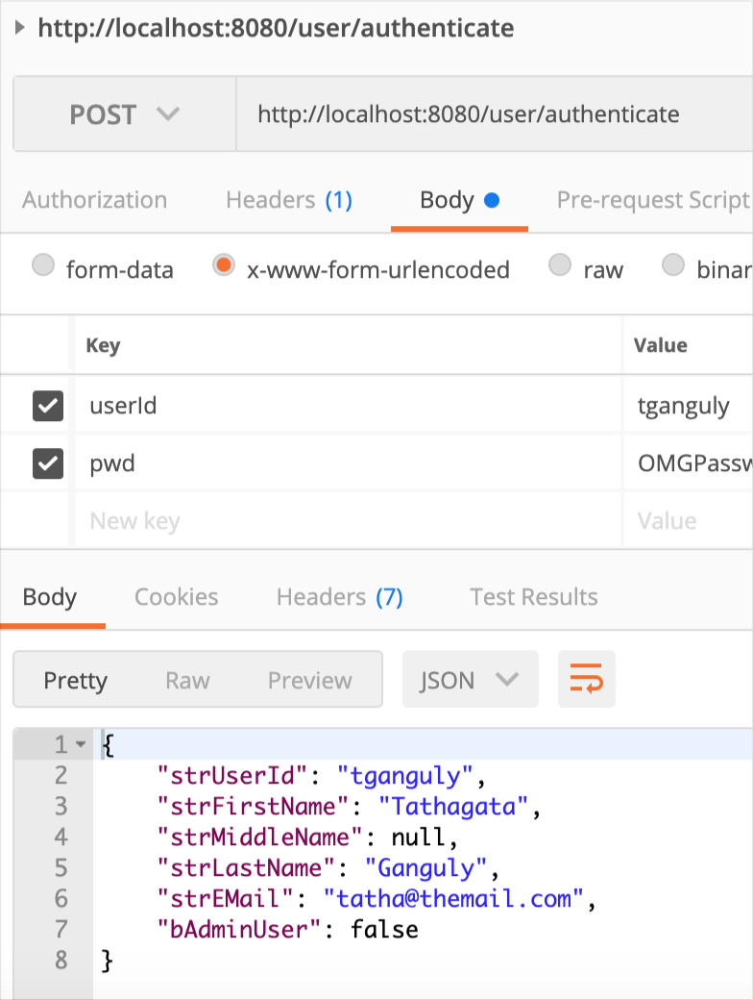 http://localhost:8080/user/authenticate
POST http://localhost:8080/user/authenticate
Authorization Headers (1) Body Pre-request Script
form-data x-www-form-urlencoded raw binar
Key Value
userId tganguly
pwd OMGPassw
New key Value
Body Cookies Headers (7) Test Results
Pretty Raw Preview JSON
1 {
2 "strUserId": "tganguly",
3 "strFirstName": "Tathagata",
4 "strMiddleName": null,
5 "strLastName": "Ganguly",
6 "strEMail": "tatha@themail.com",
7 "bAdminUser": false
8 }